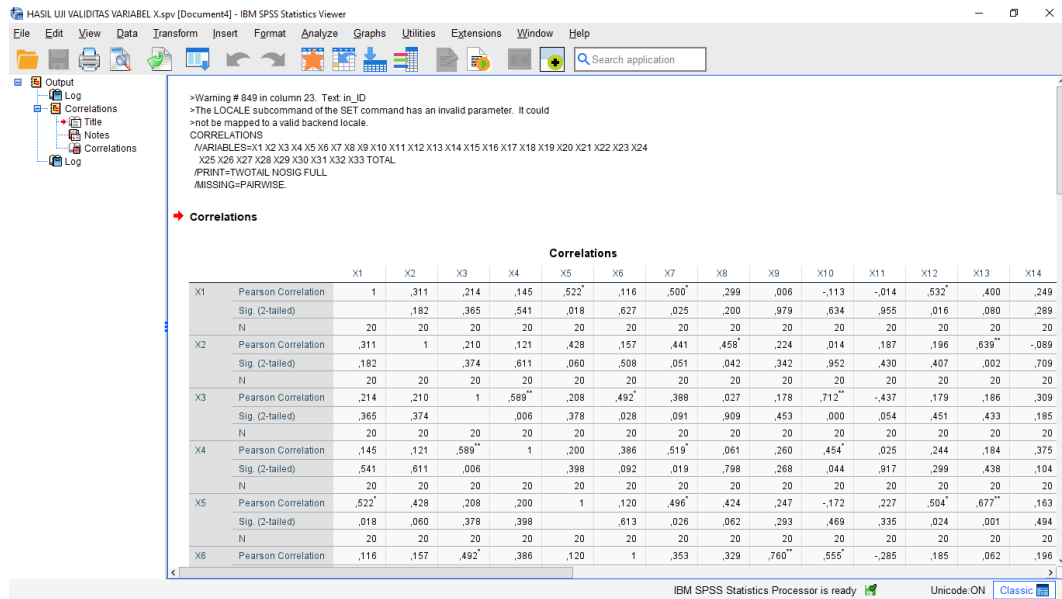 HASIL UJI VALIDITAS VARIABEL X.spv [Document4] - IBM SPSS Statistics Viewer
File Edit View Data Transform Insert Format Analyze Graphs Utilities Extensions Window Help
Search application
Output
Log
Correlations
Title
Notes
Correlations
Log
>Warning # 849 in column 23. Text: in_ID
>The LOCALE subcommand of the SET command has an invalid parameter. It could
>not be mapped to a valid backend locale.
CORRELATIONS
/VARIABLES=X1 X2 X3 X4 X5 X6 X7 X8 X9 X10 X11 X12 X13 X14 X15 X16 X17 X18 X19 X20 X21 X22 X23 X24
X25 X26 X27 X28 X29 X30 X31 X32 X33 TOTAL
/PRINT=TWOTAIL NOSIG FULL
/MISSING=PAIRWISE.
Correlations
Correlations
X1 X2 X3 X4 X5 X6 X7 X8 X9 X10 X11 X12 X13 X14
X1 Pearson Correlation 1 ,311 ,214 ,145 ,522* ,116 ,500* ,299 ,006 -,113 -,014 ,532* ,400 ,249
Sig. (2-tailed) ,182 ,365 ,541 ,018 ,627 ,025 ,200 ,979 ,634 ,955 ,016 ,080 ,289
N 20 20 20 20 20 20 20 20 20 20 20 20 20 20
X2 Pearson Correlation ,311 1 ,210 ,121 ,428 ,157 ,441 ,458* ,224 ,014 ,187 ,196 ,639** -,089
Sig. (2-tailed) ,182 ,374 ,611 ,060 ,508 ,051 ,042 ,342 ,952 ,430 ,407 ,002 ,709
N 20 20 20 20 20 20 20 20 20 20 20 20 20 20
X3 Pearson Correlation ,214 ,210 1 ,589** ,208 ,492* ,388 ,027 ,178 ,712** -,437 ,179 ,186 ,309
Sig. (2-tailed) ,365 ,374 ,006 ,378 ,028 ,091 ,909 ,453 ,000 ,054 ,451 ,433 ,185
N 20 20 20 20 20 20 20 20 20 20 20 20 20 20
X4 Pearson Correlation ,145 ,121 ,589** 1 ,200 ,386 ,519* ,061 ,260 ,454* ,025 ,244 ,184 ,375
Sig. (2-tailed) ,541 ,611 ,006 ,398 ,092 ,019 ,798 ,268 ,044 ,917 ,299 ,438 ,104
N 20 20 20 20 20 20 20 20 20 20 20 20 20 20
X5 Pearson Correlation ,522* ,428 ,208 ,200 1 ,120 ,496* ,424 ,247 -,172 ,227 ,504* ,677** ,163
Sig. (2-tailed) ,018 ,060 ,378 ,398 ,613 ,026 ,062 ,293 ,469 ,335 ,024 ,001 ,494
N 20 20 20 20 20 20 20 20 20 20 20 20 20 20
X6 Pearson Correlation ,116 ,157 ,492* ,386 ,120 1 ,353 ,329 ,760** ,555* -,285 ,185 ,062 ,196
IBM SPSS Statistics Processor is ready Unicode:ON Classic